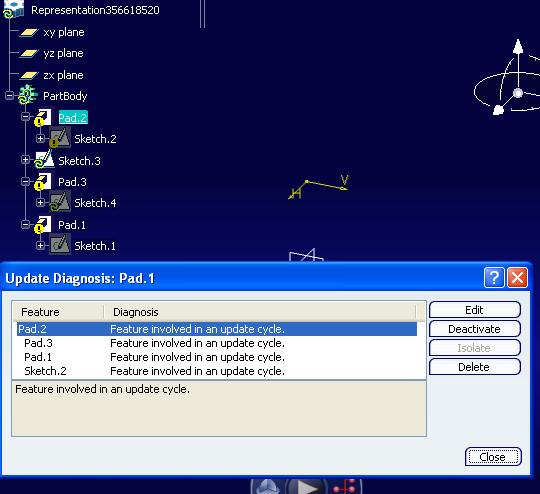 Representation356618520
xy plane
yz plane
zx plane
PartBody
Pad.2
Sketch.2
Sketch.3
Pad.3
Sketch.4
Pad.1
Sketch.1
H V
Update Diagnosis: Pad.1
Feature Diagnosis
Pad.2 Feature involved in an update cycle.
Pad.3 Feature involved in an update cycle.
Pad.1 Feature involved in an update cycle.
Sketch.2 Feature involved in an update cycle.
Feature involved in an update cycle.
Edit
Deactivate
Isolate
Delete
Close